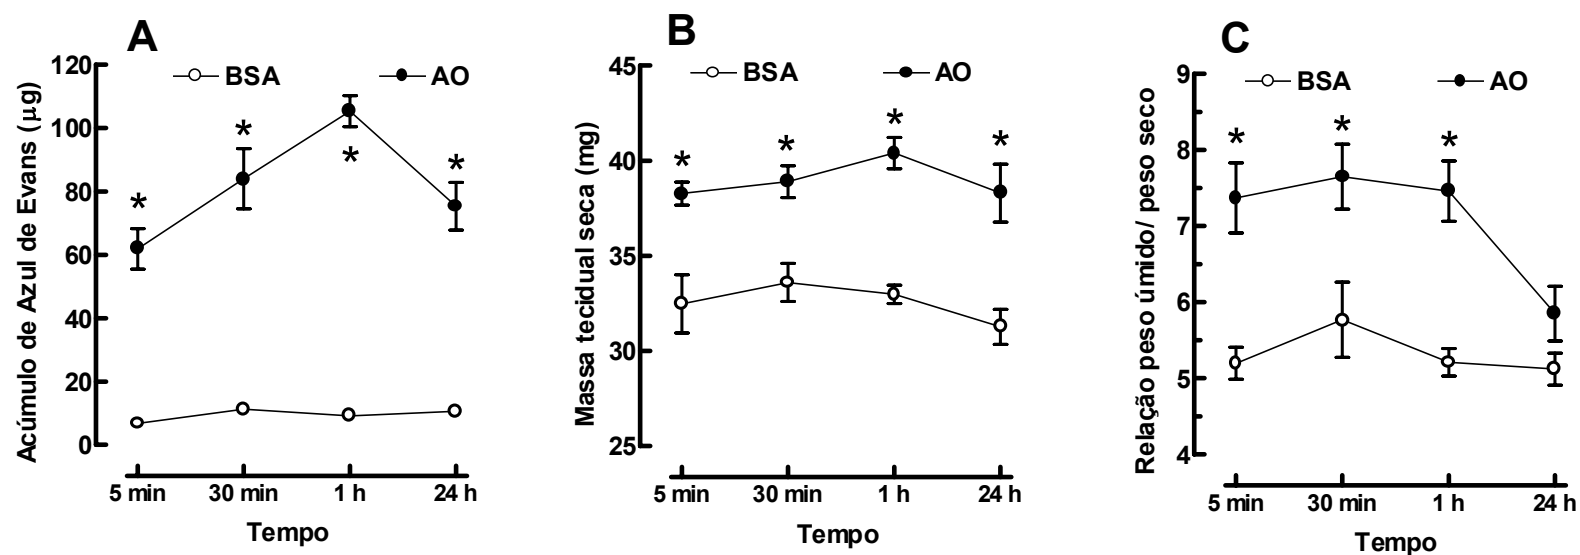 A
BSA
AO
Acúmulo de Azul de Evans (µg)
120
100
80
60
40
20
0
*
*
*
*
5 min
30 min
1 h
24 h
Tempo
B
BSA
AO
Massa tecidual seca (mg)
45
40
35
30
25
*
*
*
*
5 min
30 min
1 h
24 h
Tempo
C
BSA
AO
Relação peso úmido/ peso seco
9
8
7
6
5
4
*
*
*
5 min
30 min
1 h
24 h
Tempo